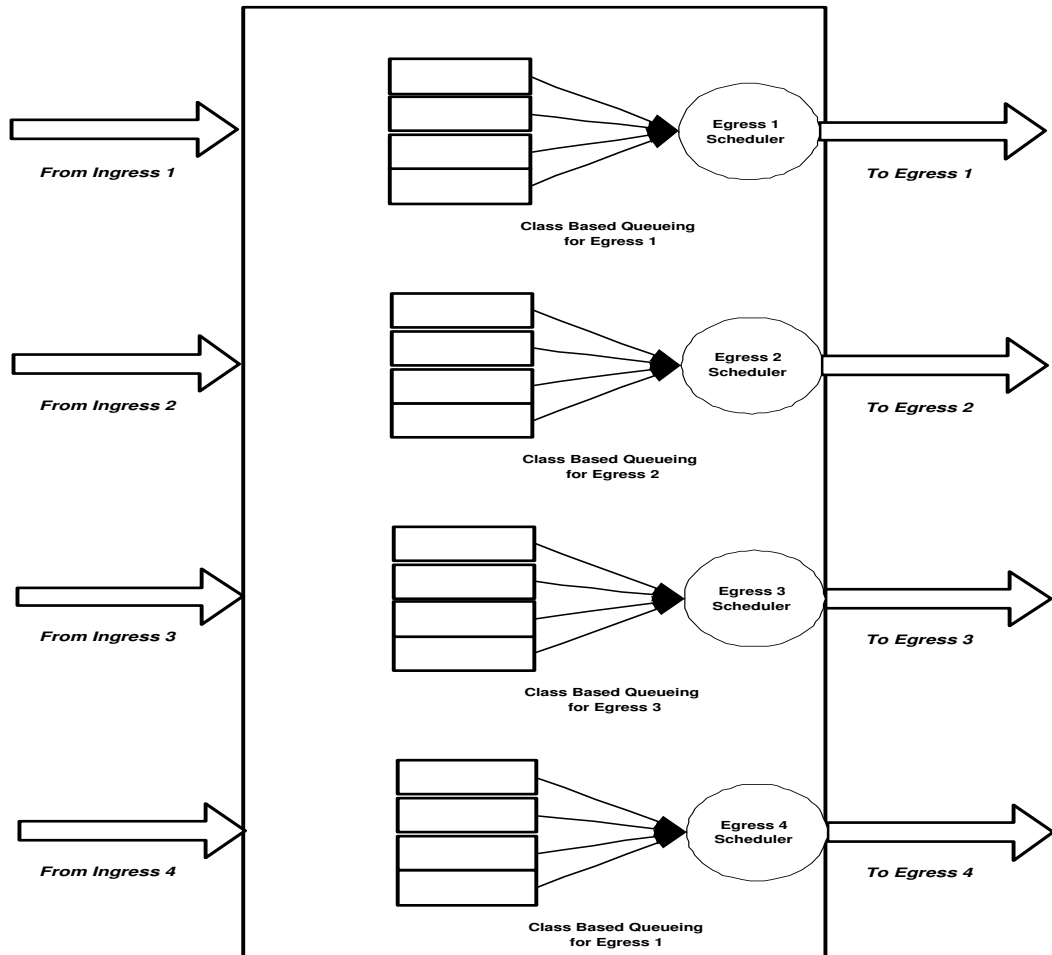 Egress 1
Scheduler
From Ingress 1
To Egress 1
Class Based Queueing
for Egress 1
Egress 2
Scheduler
From Ingress 2
To Egress 2
Class Based Queueing
for Egress 2
Egress 3
Scheduler
From Ingress 3
To Egress 3
Class Based Queueing
for Egress 3
Egress 4
Scheduler
From Ingress 4
To Egress 4
Class Based Queueing
for Egress 1